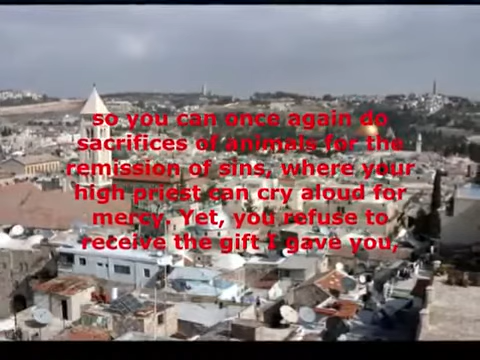 so you can once again do
sacrifices of animals for the
remission of sins, where your
high priest can cry aloud for
mercy. Yet, you refuse to
receive the gift I gave you,